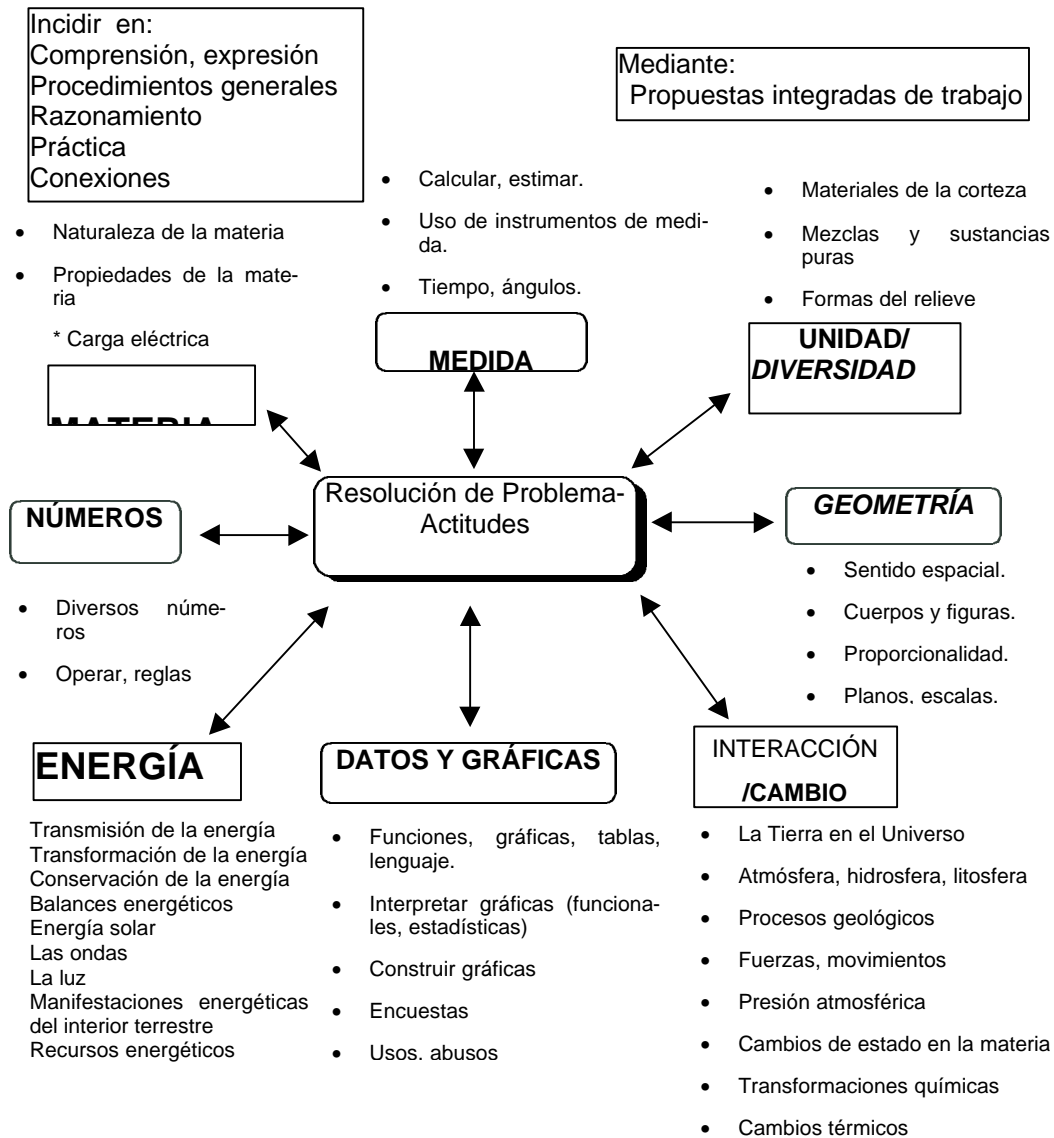 Incidir en:
Comprensión, expresión
Procedimientos generales
Razonamiento
Práctica
Conexiones
Mediante:
Propuestas integradas de trabajo
• Naturaleza de la materia
• Propiedades de la mate-
ria
* Carga eléctrica
MATERIA
• Calcular, estimar.
• Uso de instrumentos de medi-
da.
• Tiempo, ángulos.
MEDIDA
• Materiales de la corteza
• Mezclas y sustancias
puras
• Formas del relieve
UNIDAD/
DIVERSIDAD
NÚMEROS
• Diversos núme-
ros
• Operar, reglas
Resolución de Problema-
Actitudes
GEOMETRÍA
• Sentido espacial.
• Cuerpos y figuras.
• Proporcionalidad.
• Planos, escalas.
ENERGÍA
Transmisión de la energía
Transformación de la energía
Conservación de la energía
Balances energéticos
Energía solar
Las ondas
La luz
Manifestaciones energéticas
del interior terrestre
Recursos energéticos
DATOS Y GRÁFICAS
• Funciones, gráficas, tablas,
lenguaje.
• Interpretar gráficas (funciona-
les, estadísticas)
• Construir gráficas
• Encuestas
• Usos. abusos
INTERACCIÓN
/CAMBIO
• La Tierra en el Universo
• Atmósfera, hidrosfera, litosfera
• Procesos geológicos
• Fuerzas, movimientos
• Presión atmosférica
• Cambios de estado en la materia
• Transformaciones químicas
• Cambios térmicos